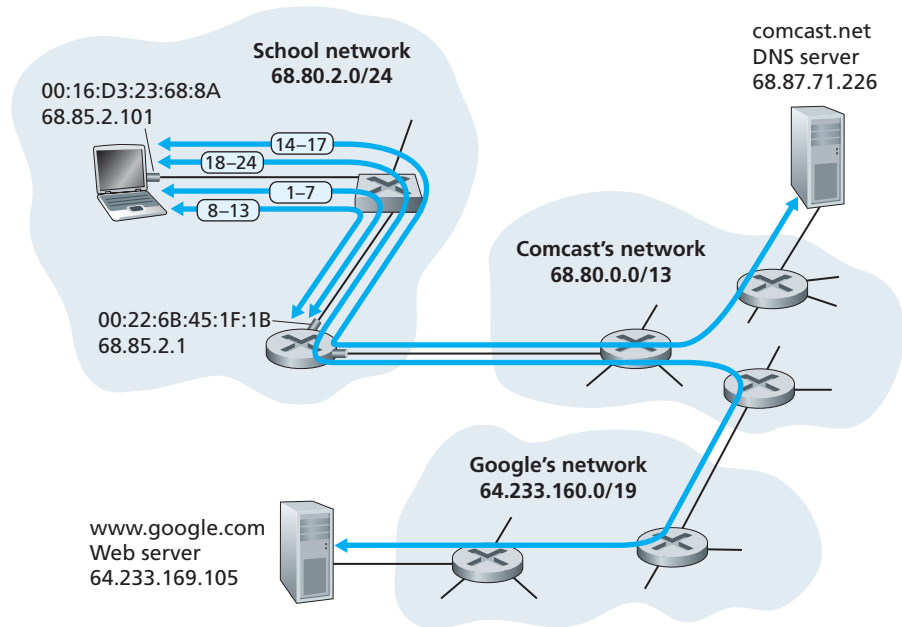 School network
68.80.2.0/24
comcast.net
DNS server
68.87.71.226
00:16:D3:23:68:8A
68.85.2.101
14–17
18–24
1–7
8–13
Comcast's network
68.80.0.0/13
00:22:6B:45:1F:1B
68.85.2.1
Google's network
64.233.160.0/19
www.google.com
Web server
64.233.169.105